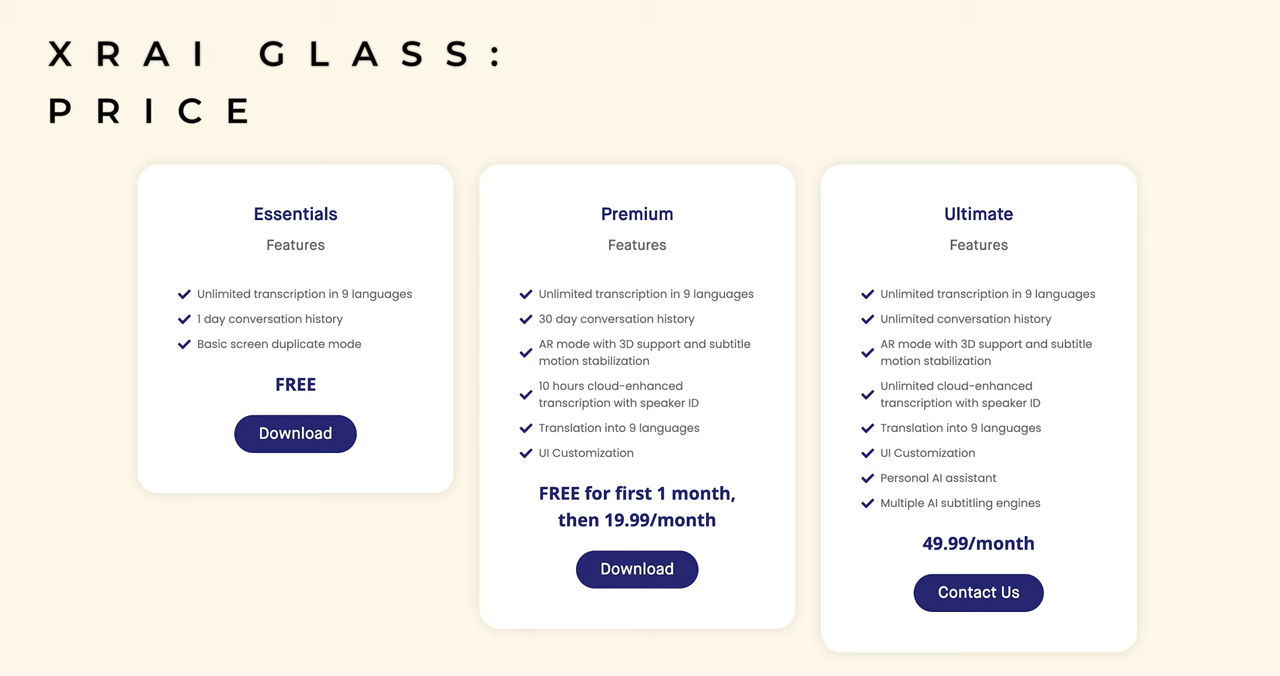 XRAI GLASS:
PRICE
Essentials
Features
Unlimited transcription in 9 languages
1 day conversation history
Basic screen duplicate mode
FREE
Download
Premium
Features
Unlimited transcription in 9 languages
30 day conversation history
AR mode with 3D support and subtitle
motion stabilization
10 hours cloud-enhanced
transcription with speaker ID
Translation into 9 languages
UI Customization
FREE for first 1 month,
then 19.99/month
Download
Ultimate
Features
Unlimited transcription in 9 languages
Unlimited conversation history
AR mode with 3D support and subtitle
motion stabilization
Unlimited cloud-enhanced
transcription with speaker ID
Translation into 9 languages
UI Customization
Personal AI assistant
Multiple AI subtitling engines
49.99/month
Contact Us